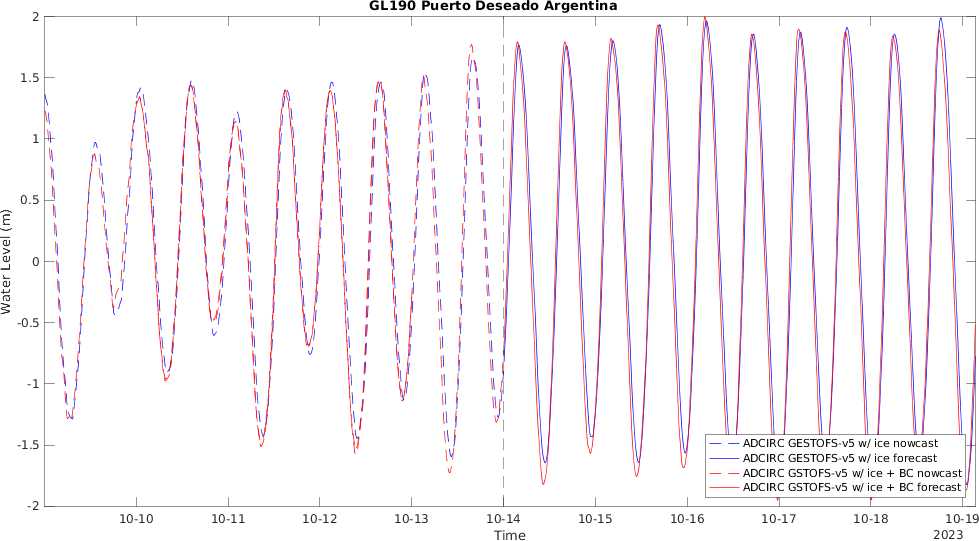 GL190 Puerto Deseado Argentina
2
1.5
1
0.5
0
-0.5
-1
-1.5
-2
Water Level (m)
ADCIRC GESTOFS-v5 w/ ice nowcast
ADCIRC GESTOFS-v5 w/ ice forecast
ADCIRC GSTOFS-v5 w/ ice + BC nowcast
ADCIRC GSTOFS-v5 w/ ice + BC forecast
10-10 10-11 10-12 10-13 10-14 10-15 10-16 10-17 10-18 10-19
Time
2023